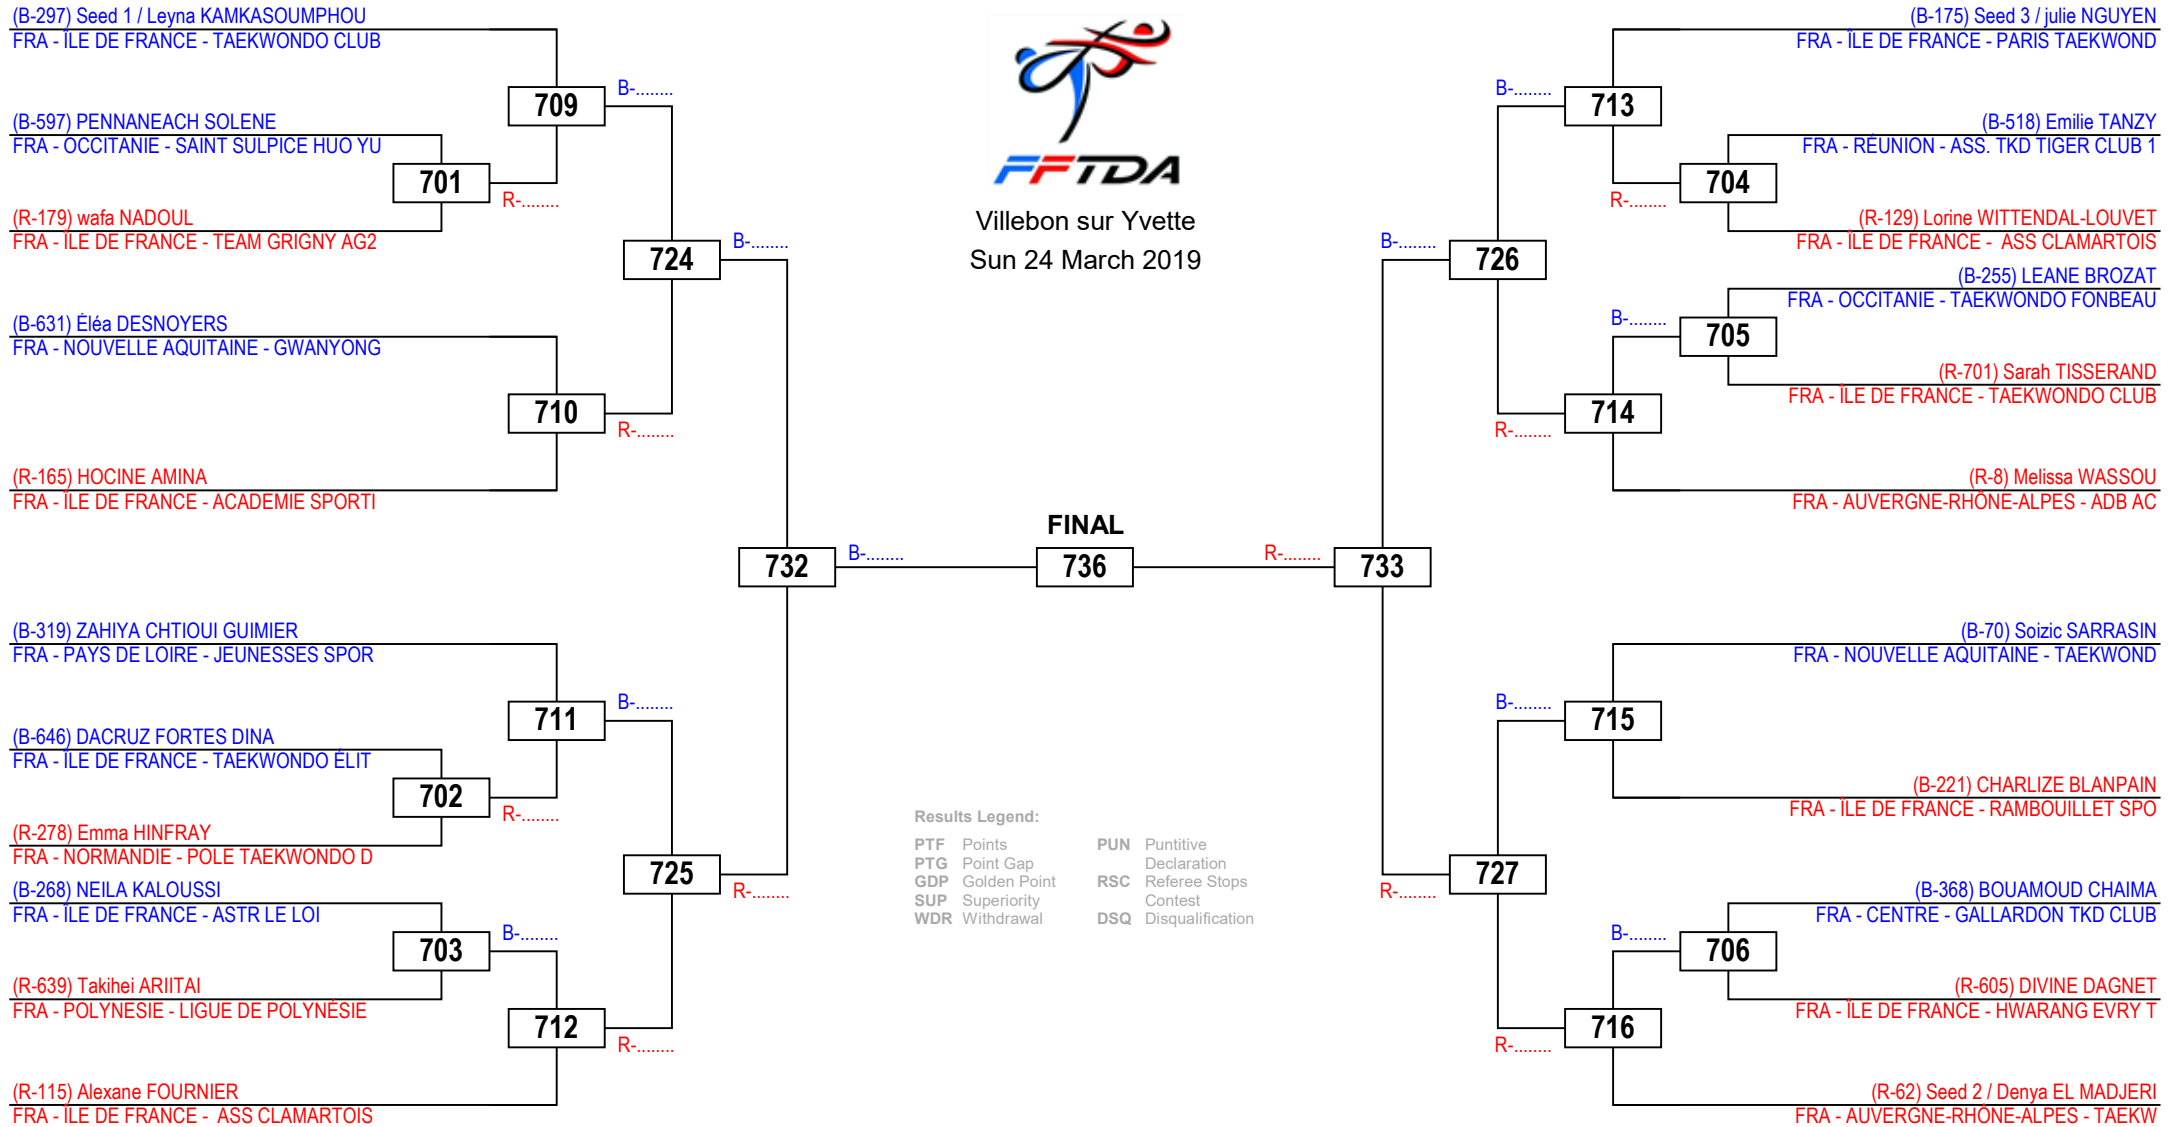 (B-297) Seed 1 / Leyna KAMKASOUMPHOU
FRA - ÎLE DE FRANCE - TAEKWONDO CLUB
709
B-........
(B-597) PENNANEACH SOLENE
FRA - OCCITANIE - SAINT SULPICE HUO YU
701
R-........
(R-179) wafa NADOUL
FRA - ÎLE DE FRANCE - TEAM GRIGNY AG2
724
B-........
(B-631) Éléa DESNOYERS
FRA - NOUVELLE AQUITAINE - GWANYONG
710
R-........
(R-165) HOCINE AMINA
FRA - ÎLE DE FRANCE - ACADEMIE SPORTI
732
B-........
(B-319) ZAHIYA CHTIOUI GUIMIER
FRA - PAYS DE LOIRE - JEUNESSES SPOR
711
B-........
(B-646) DACRUZ FORTES DINA
FRA - ÎLE DE FRANCE - TAEKWONDO ÉLIT
702
R-........
(R-278) Emma HINFRAY
FRA - NORMANDIE - POLE TAEKWONDO D
725
R-........
(B-268) NEILA KALOUSSI
FRA - ÎLE DE FRANCE - ASTR LE LOI
703
B-........
(R-639) Takihei ARIITAI
FRA - POLYNESIE - LIGUE DE POLYNÉSIE
712
R-........
(R-115) Alexane FOURNIER
FRA - ÎLE DE FRANCE - ASS CLAMARTOIS
FFTDA
Villebon sur Yvette
Sun 24 March 2019
FINAL
736
Results Legend:
PTF Points
PTG Point Gap
GDP Golden Point
SUP Superiority
WDR Withdrawal
PUN Puntitive
Declaration
RSC Referee Stops
Contest
DSQ Disqualification
(B-175) Seed 3 / julie NGUYEN
FRA - ÎLE DE FRANCE - PARIS TAEKWOND
B-........
713
(B-518) Emilie TANZY
FRA - RÉUNION - ASS. TKD TIGER CLUB 1
704
R-........
(R-129) Lorine WITTENDAL-LOUVET
FRA - ÎLE DE FRANCE - ASS CLAMARTOIS
B-........
726
(B-255) LEANE BROZAT
FRA - OCCITANIE - TAEKWONDO FONBEAU
B-........
705
(R-701) Sarah TISSERAND
FRA - ÎLE DE FRANCE - TAEKWONDO CLUB
714
R-........
(R-8) Melissa WASSOU
FRA - AUVERGNE-RHÔNE-ALPES - ADB AC
R-........
733
(B-70) Soizic SARRASIN
FRA - NOUVELLE AQUITAINE - TAEKWOND
B-........
715
(B-221) CHARLIZE BLANPAIN
FRA - ÎLE DE FRANCE - RAMBOUILLET SPO
727
R-........
(B-368) BOUAMOUD CHAIMA
FRA - CENTRE - GALLARDON TKD CLUB
B-........
706
(R-605) DIVINE DAGNET
FRA - ÎLE DE FRANCE - HWARANG EVRY T
716
R-........
(R-62) Seed 2 / Denya EL MADJERI
FRA - AUVERGNE-RHÔNE-ALPES - TAEKW